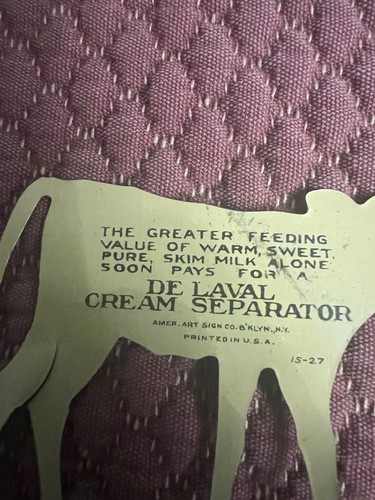 THE GREATER FEEDING
VALUE OF WARM, SWEET,
PURE, SKIM MILK ALONE
SOON PAYS FOR A
DE LAVAL
CREAM SEPARATOR
AMER. ART SIGN CO. B'KLYN., N.Y.
PRINTED IN U.S.A.
15-27